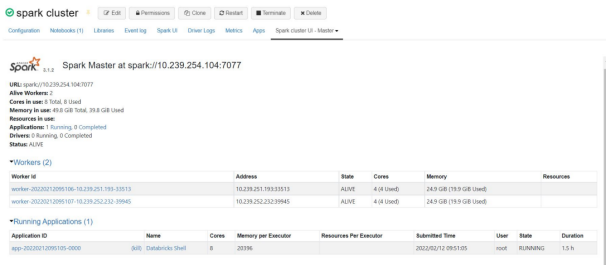 spark cluster Edit Permissions Clone Restart Terminate Delete
Configuration Notebooks (1) Libraries Event log Spark UI Driver Logs Metrics Apps Spark cluster UI - Master
Spark 3.1.2 Spark Master at spark://10.239.254.104:7077
URL: spark://10.239.254.104:7077
Alive Workers: 2
Cores in use: 8 Total, 8 Used
Memory in use: 49.8 GiB Total, 39.8 GiB Used
Resources in use:
Applications: 1 Running, 0 Completed
Drivers: 0 Running, 0 Completed
Status: ALIVE
Workers (2)
Worker Id Address State Cores Memory Resources
worker-20220212095106-10.239.251.193-33513 10.239.251.193:33513 ALIVE 4 (4 Used) 24.9 GiB (19.9 GiB Used)
worker-20220212095107-10.239.252.232-39945 10.239.252.232:39945 ALIVE 4 (4 Used) 24.9 GiB (19.9 GiB Used)
Running Applications (1)
Application ID Name Cores Memory per Executor Resources Per Executor Submitted Time User State Duration
app-20220212095105-0000 (kill) Databricks Shell 8 20396 2022/02/12 09:51:05 root RUNNING 1.5 h